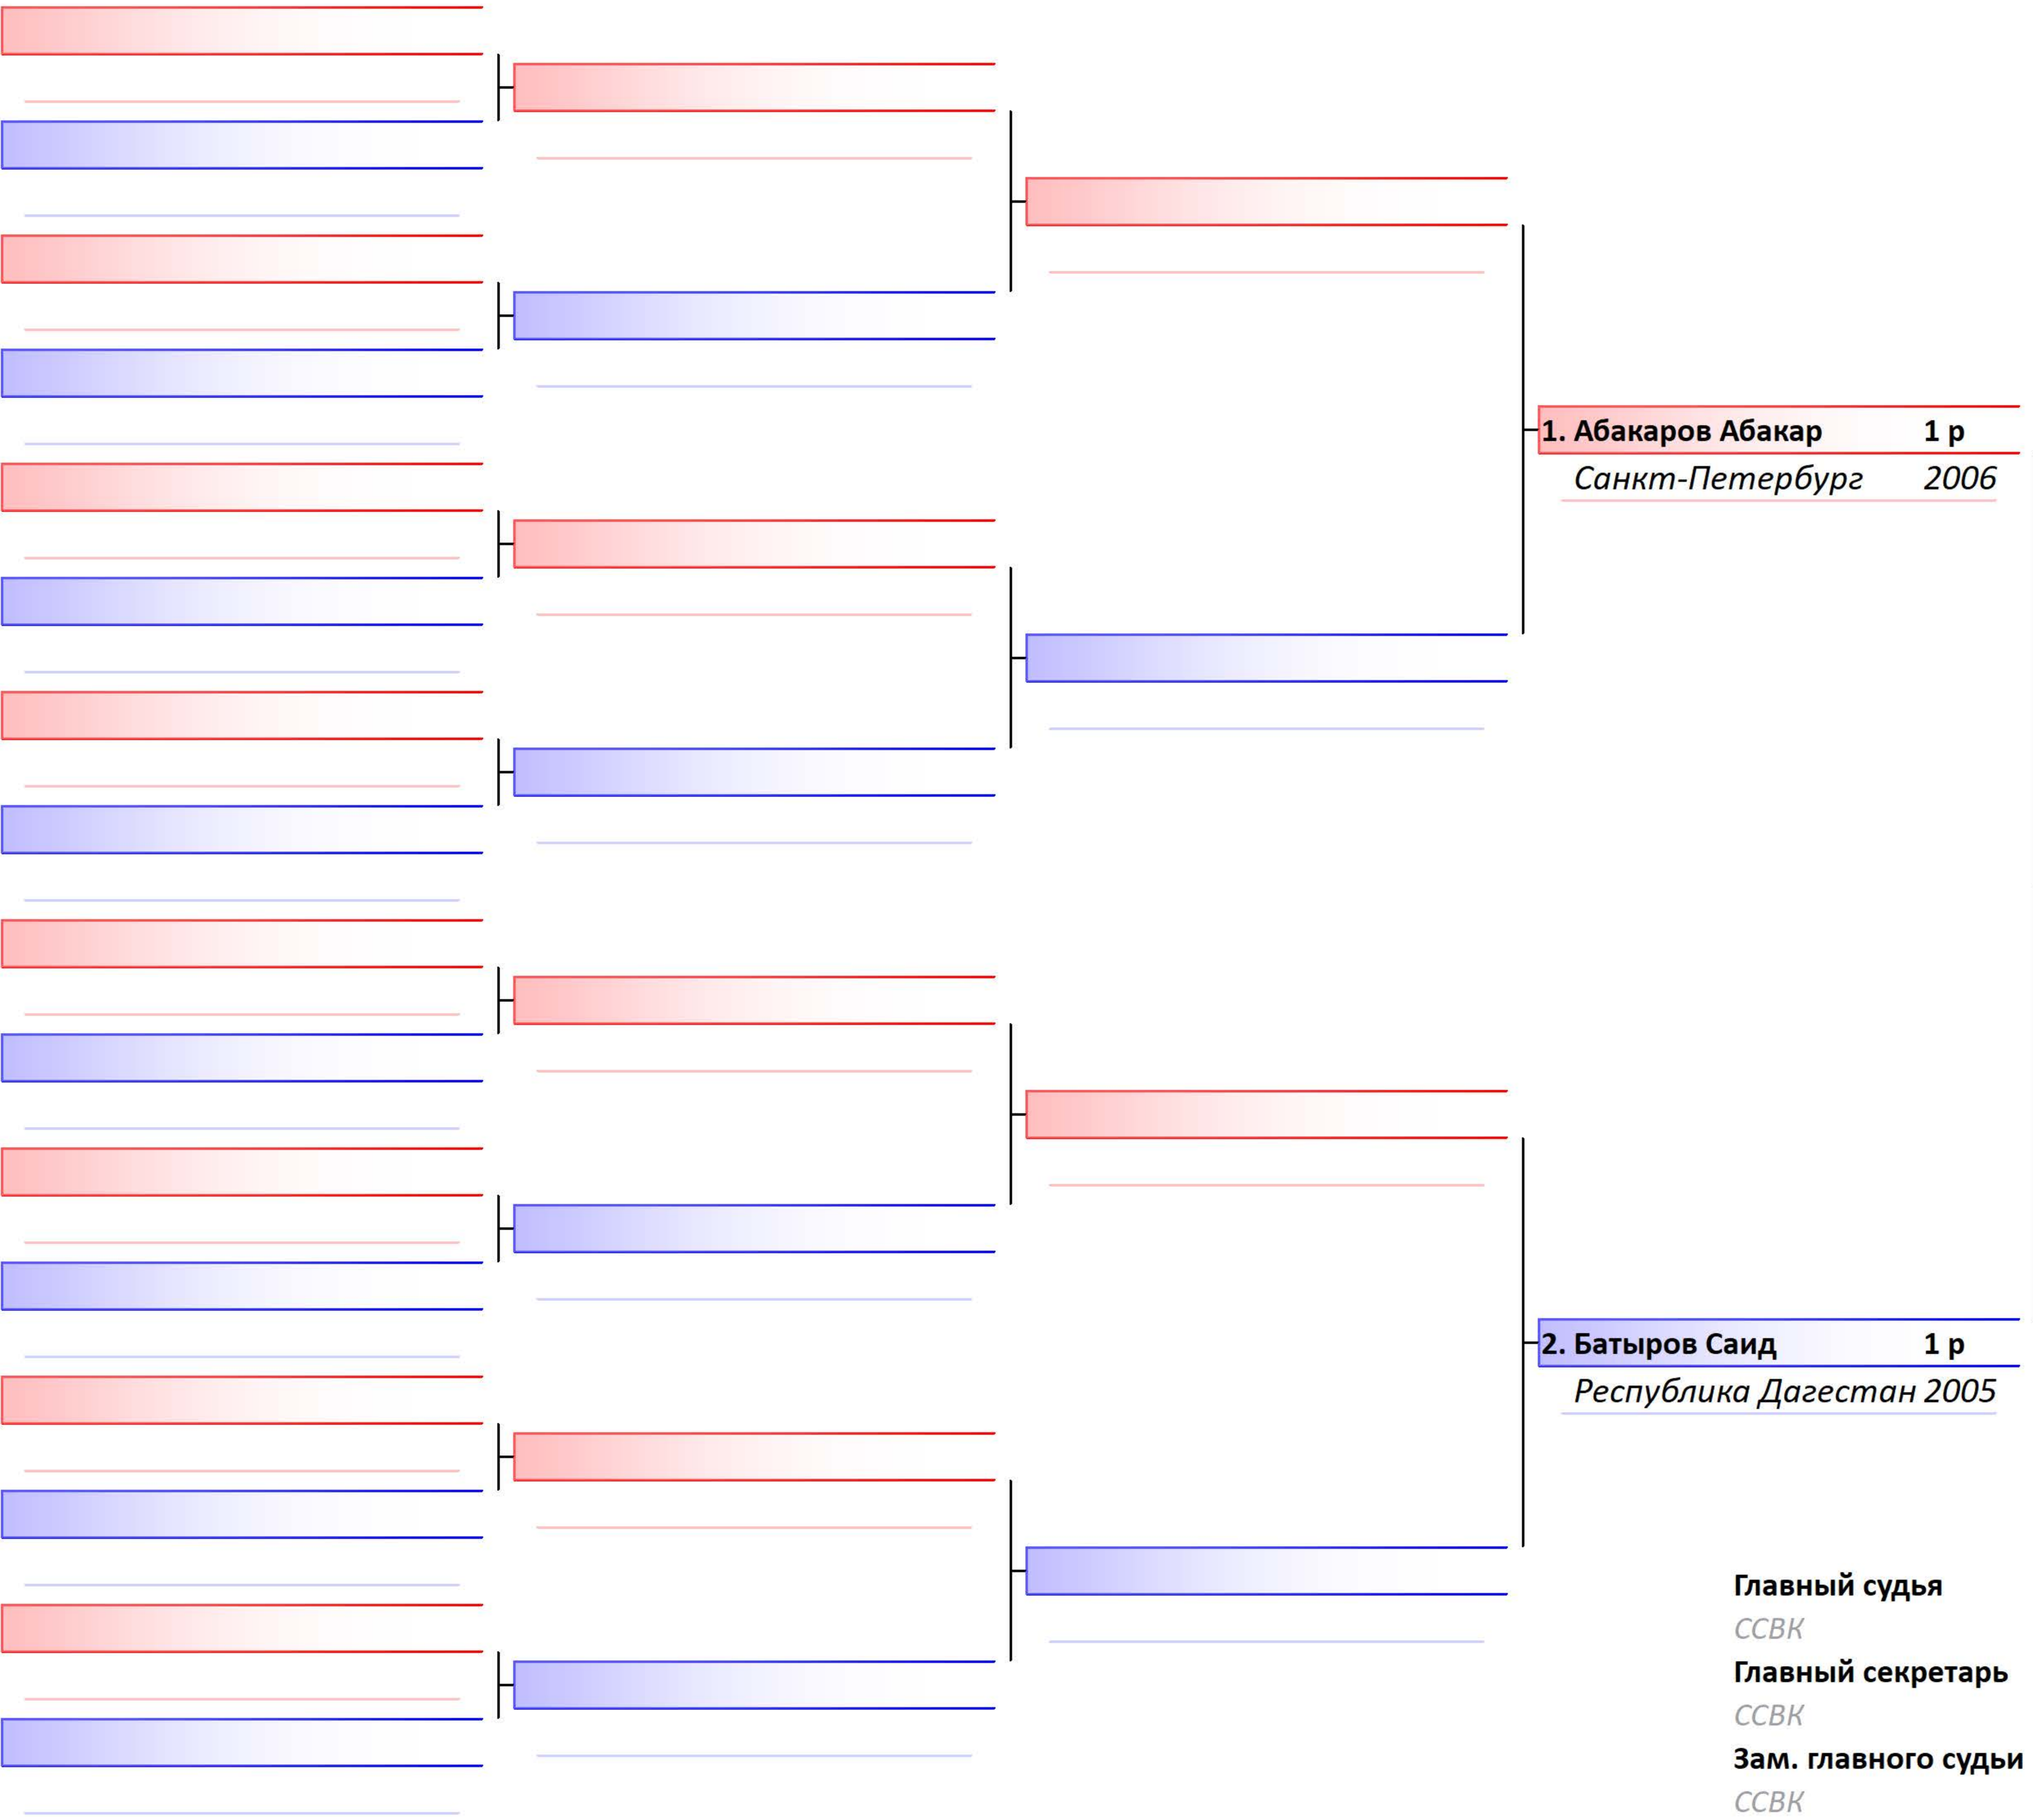 1. Абакаров Абакар 1 р
Санкт-Петербург 2006
2. Батыров Саид 1 р
Республика Дагестан 2005
Главный судья
ССВК
Главный секретарь
ССВК
Зам. главного судьи
ССВК